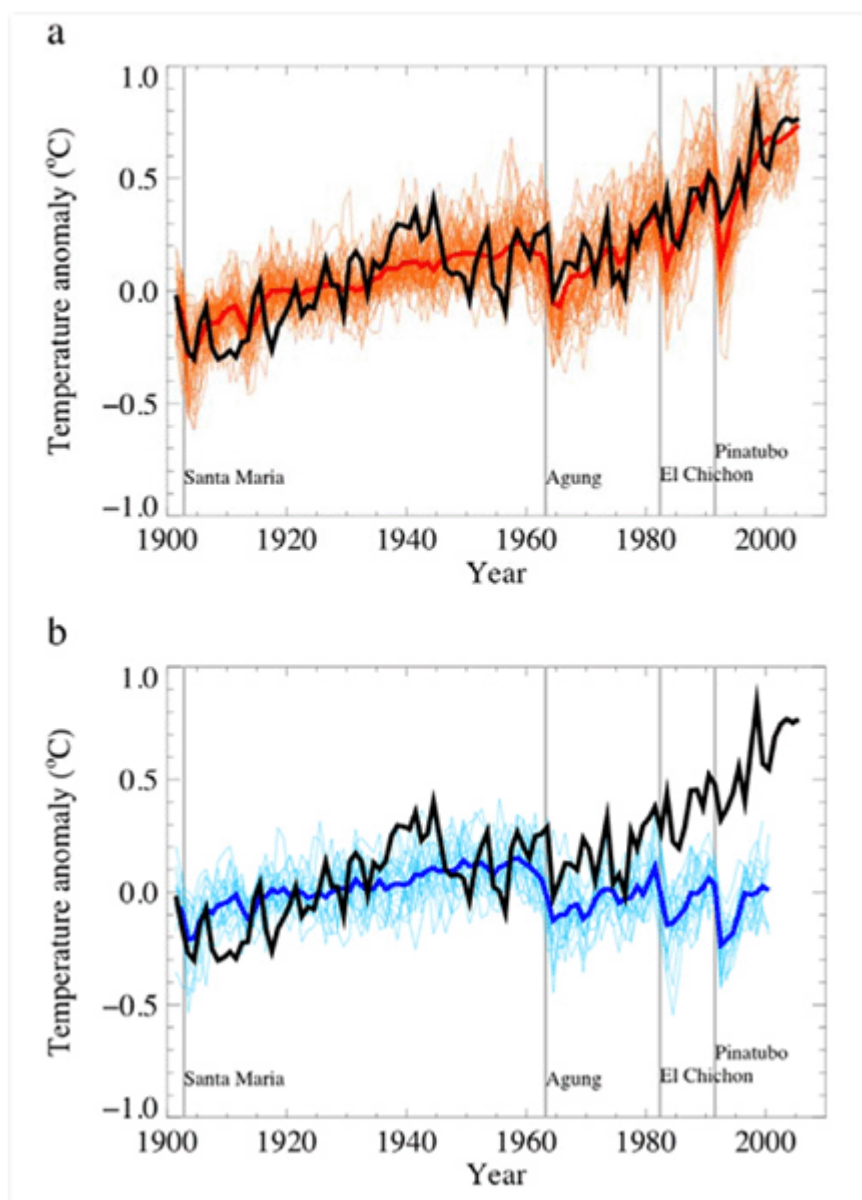 a
Temperature anomaly (ºC)
1.0
0.5
0.0
−0.5
−1.0
Santa Maria
Agung
El Chichon
Pinatubo
1900 1920 1940 1960 1980 2000
Year
b
Temperature anomaly (ºC)
1.0
0.5
0.0
−0.5
−1.0
Santa Maria
Agung
El Chichon
Pinatubo
1900 1920 1940 1960 1980 2000
Year